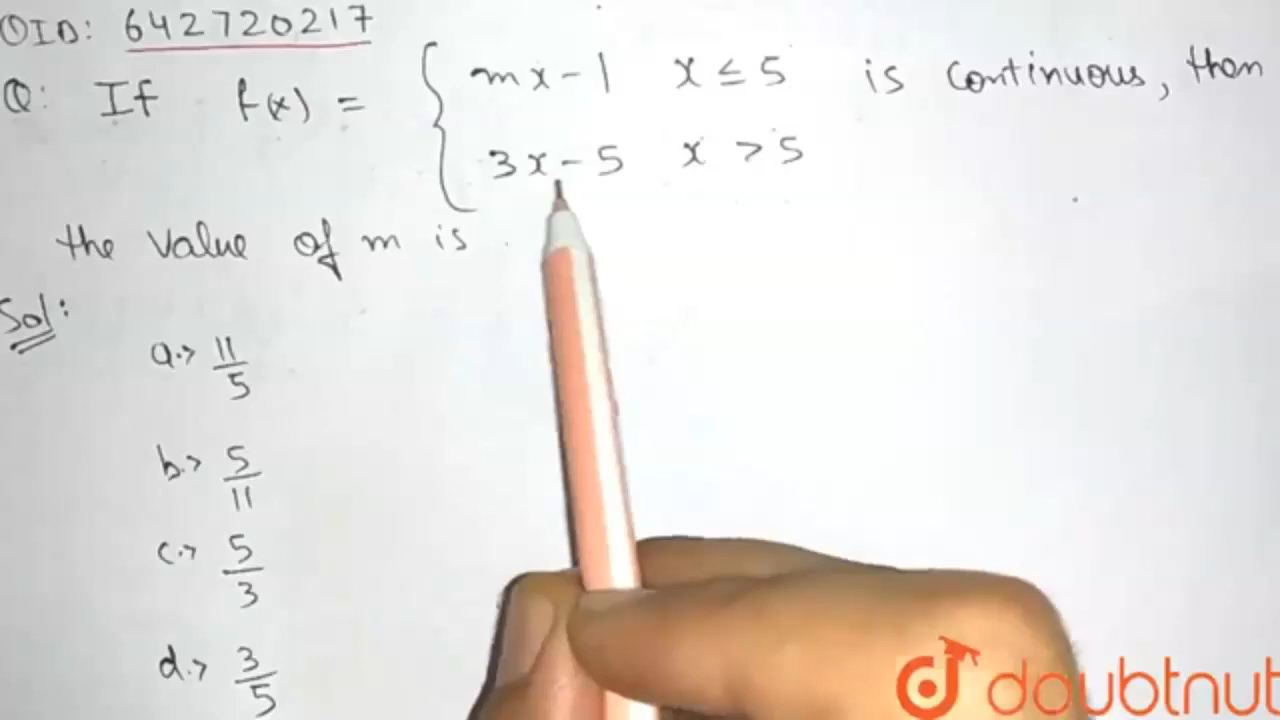 QID: 642720217
Q: If f(x) = { mx - 1 x ≤ 5 is continuous, then
3x - 5 x > 5
the value of m is
Sol:
a.> 11/5
b.> 5/11
c.> 5/3
d.> 3/5
doubtnut